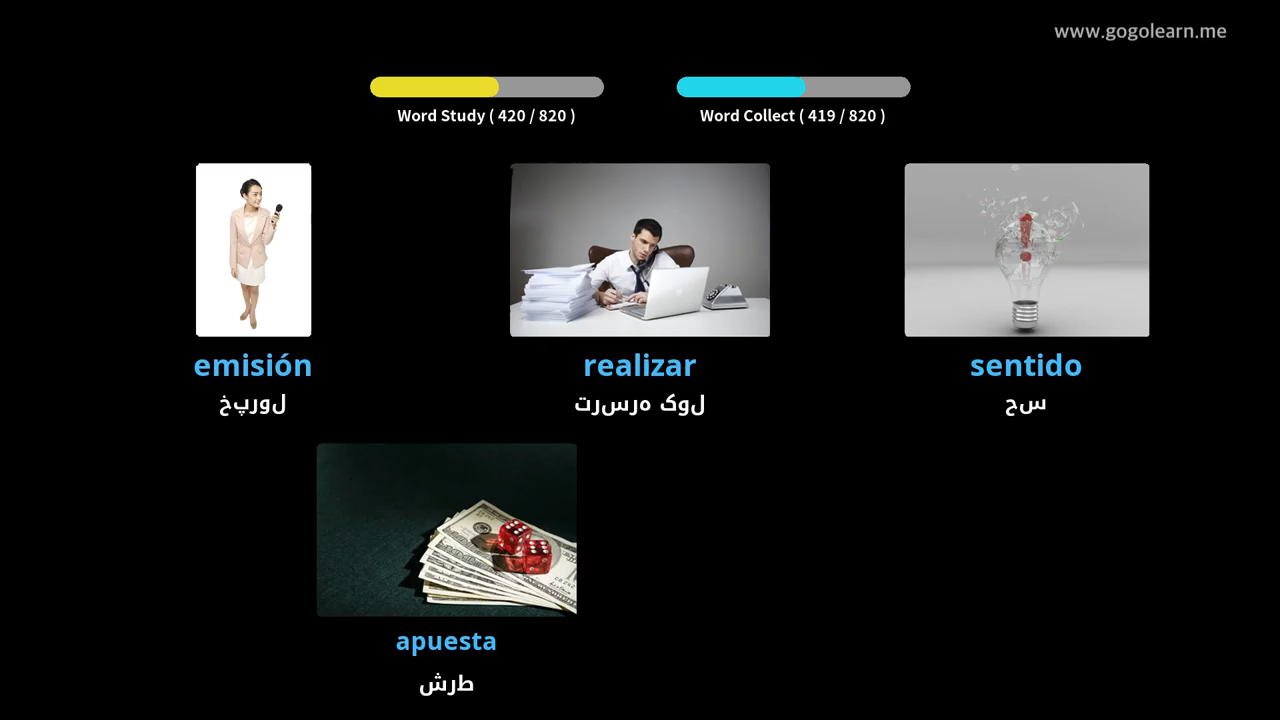 www.gogolearn.me
Word Study ( 420 / 820 )
Word Collect ( 419 / 820 )
emisión
لورپخ
realizar
لوک هرسرت
sentido
سح
apuesta
طرش